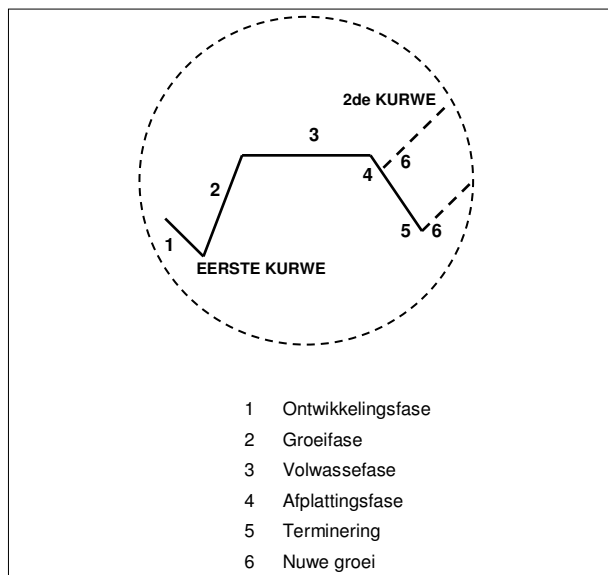 2de KURWE
3
4
6
2
5
6
1
EERSTE KURWE
1 Ontwikkelingsfase
2 Groeifase
3 Volwassefase
4 Afplattingsfase
5 Terminering
6 Nuwe groei